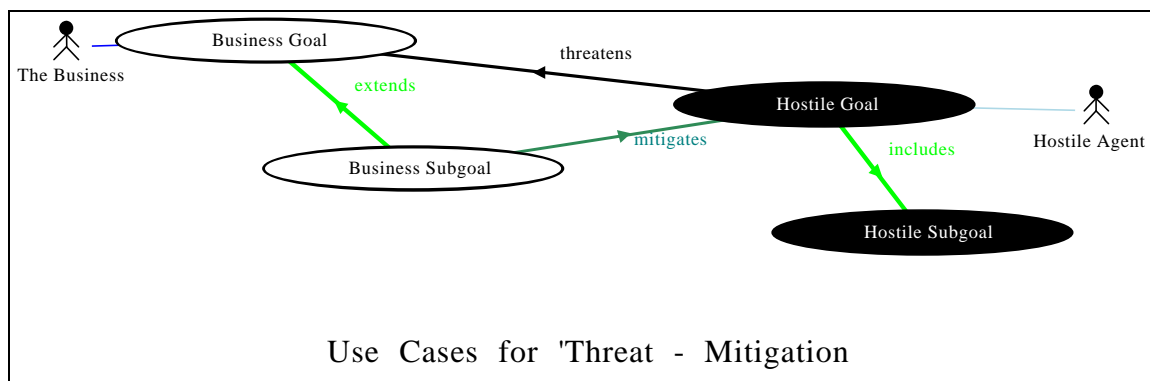 Business Goal
The Business
threatens
extends
Hostile Goal
mitigates
Hostile Agent
includes
Business Subgoal
Hostile Subgoal
Use Cases for 'Threat - Mitigation